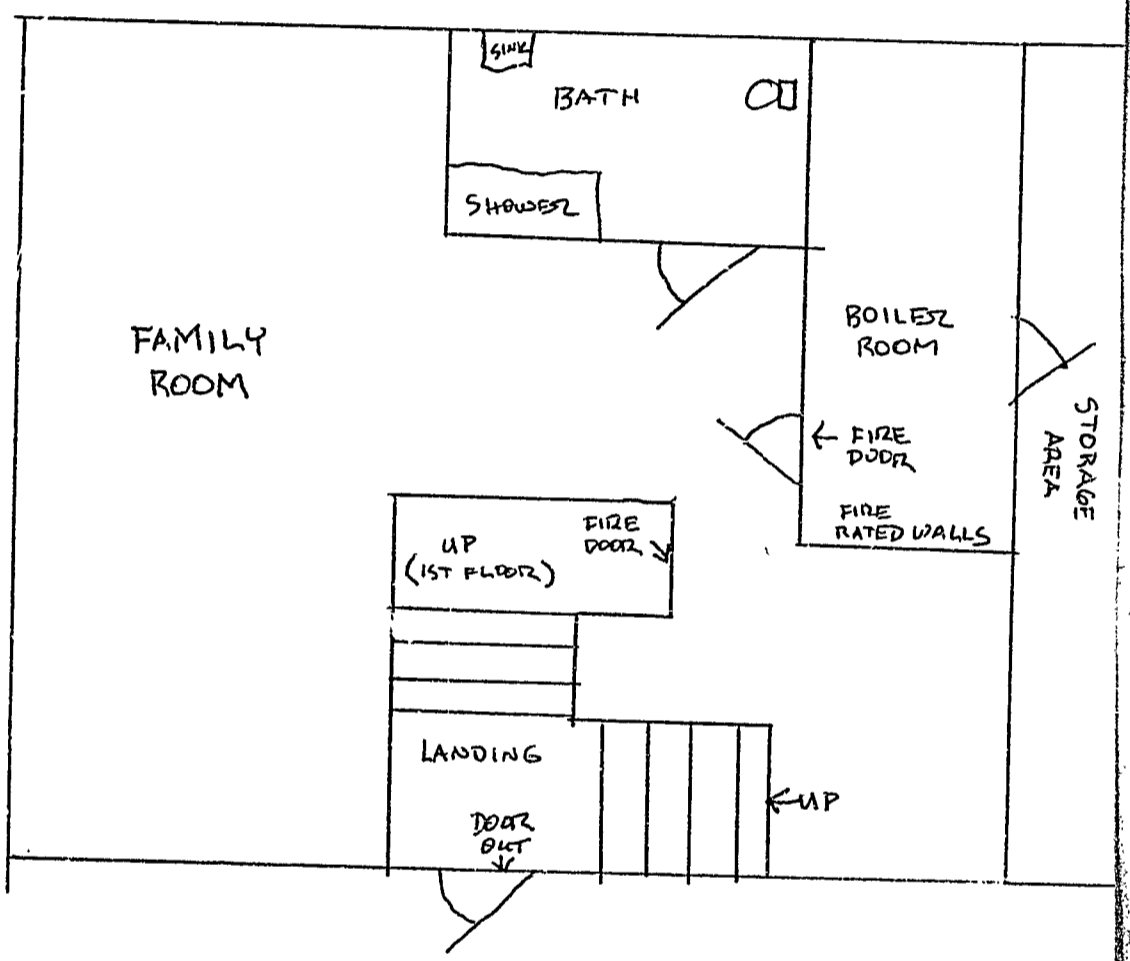 SINK
BATH
SHOWER
FAMILY
ROOM
BOILER
ROOM
← FIRE
DOOR
FIRE
RATED WALLS
STORAGE
AREA
UP
(1ST FLOOR)
FIRE
DOOR
LANDING
DOOR
OUT
←UP